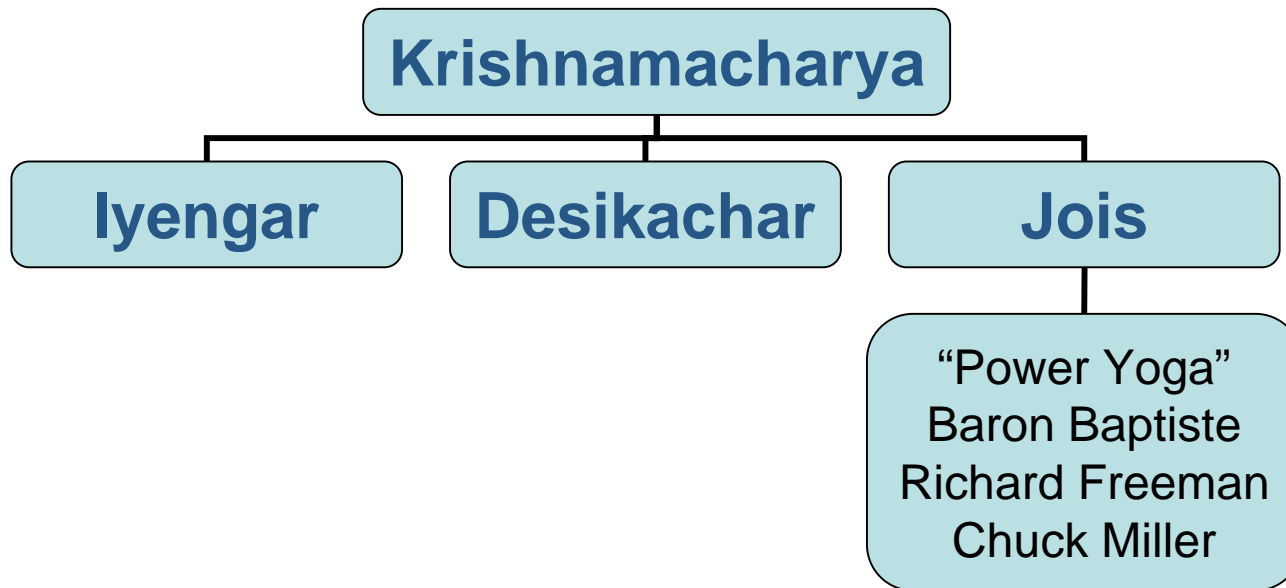 Krishnamacharya
Iyengar
Desikachar
Jois
“Power Yoga”
Baron Baptiste
Richard Freeman
Chuck Miller